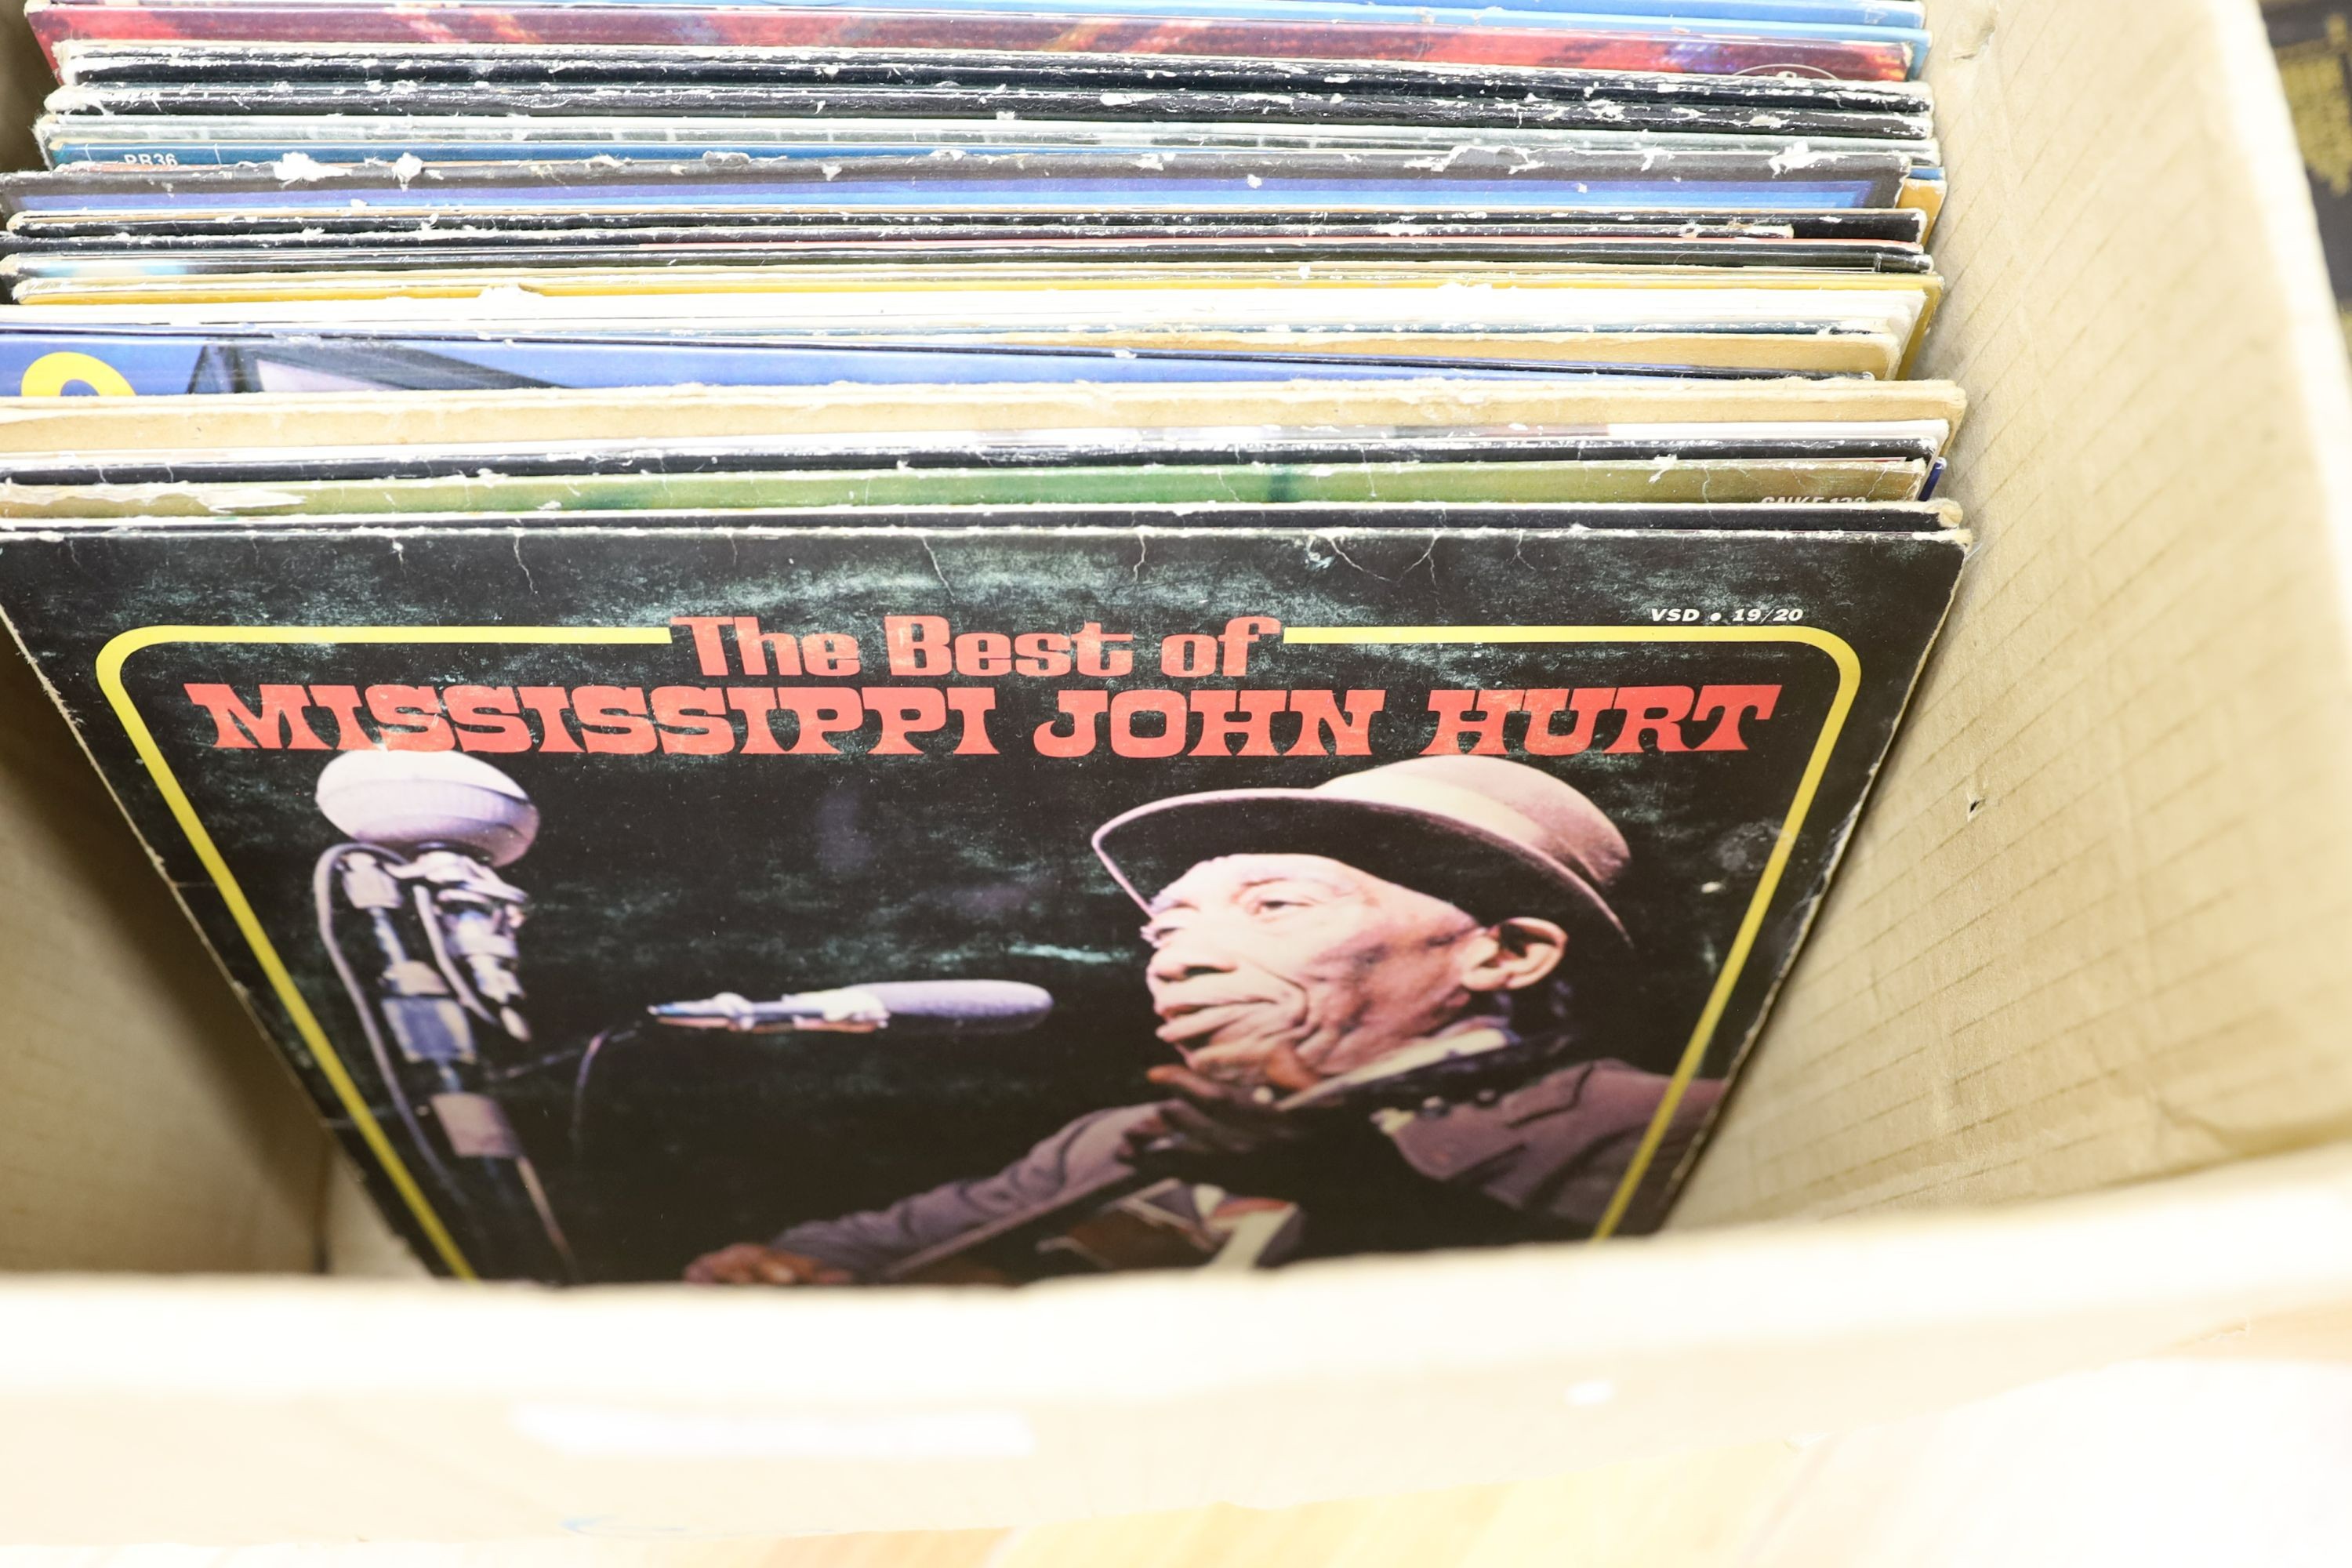 PR36
VSD • 19/20
The Best of
MISSISSIPPI JOHN HURT